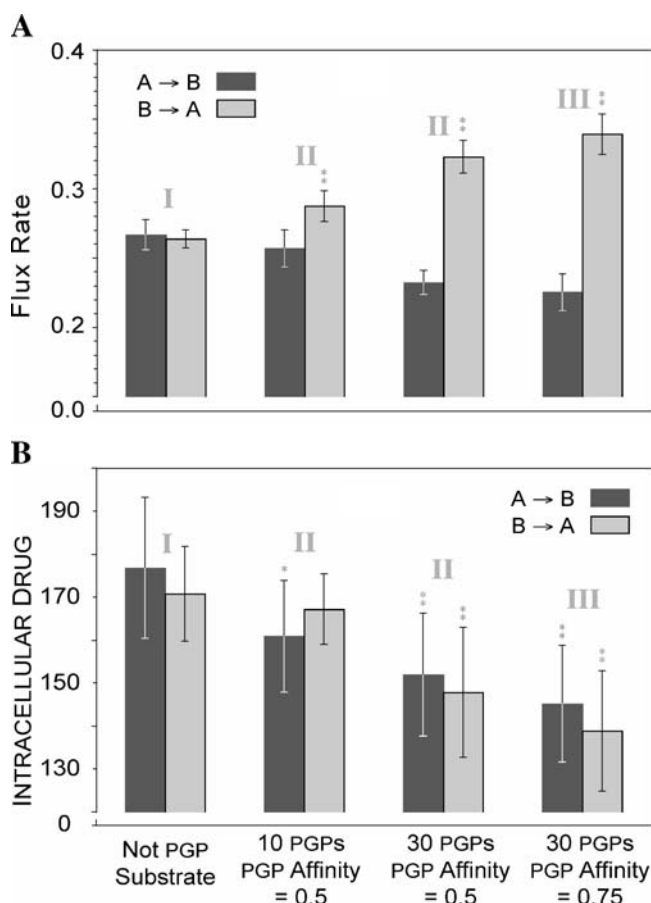 A
0.4
A → B
B → A
III
**
II
**
II
**
0.3
I
Flux Rate
0.2
0.0
B
190
A → B
B → A
I
II
II
III
170
*
**
**
**
**
INTRACELLULAR DRUG
150
130
0
Not PGP
Substrate
10 PGPs
PGP Affinity
= 0.5
30 PGPs
PGP Affinity
= 0.5
30 PGPs
PGP Affinity
= 0.75